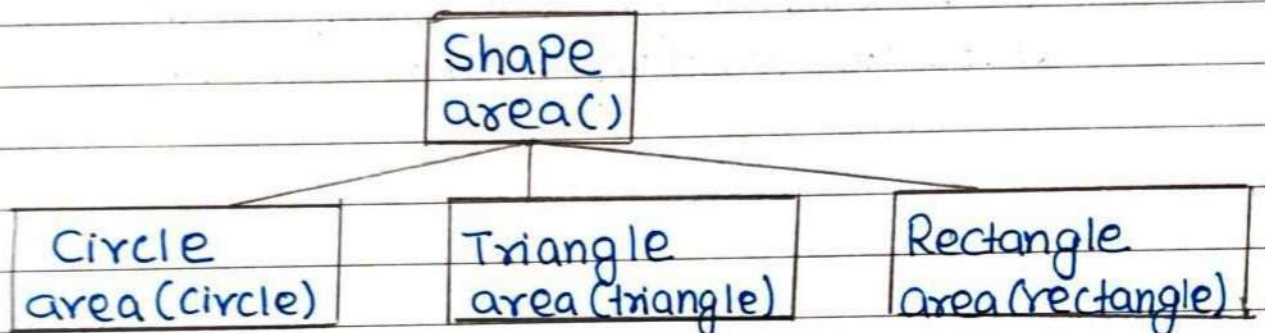 Shape
area()
Circle
area(circle)
Triangle
area(triangle)
Rectangle
area(rectangle)